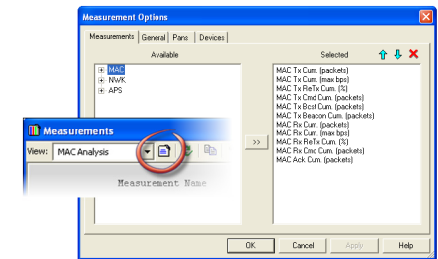 Measurement Options
Measurements General Pans Devices
Available
Selected
MAC
NWK
APS
MAC Tx Curr. (packets)
MAC Tx Curr. (max bps)
MAC Tx ReTx Cum. (%)
MAC Tx Cmd Cum. (packets)
MAC Tx Bcst Cum. (packets)
MAC Tx Beacon Cum. (packets)
MAC Rx Curr. (packets)
MAC Rx Curr. (max bps)
MAC Rx ReTx Cum. (%)
MAC Rx Cmc Cum. (packets)
MAC Ack Cum. (packets)
>>
Measurements
View: MAC Analysis
Measurement Name
OK Cancel Apply Help